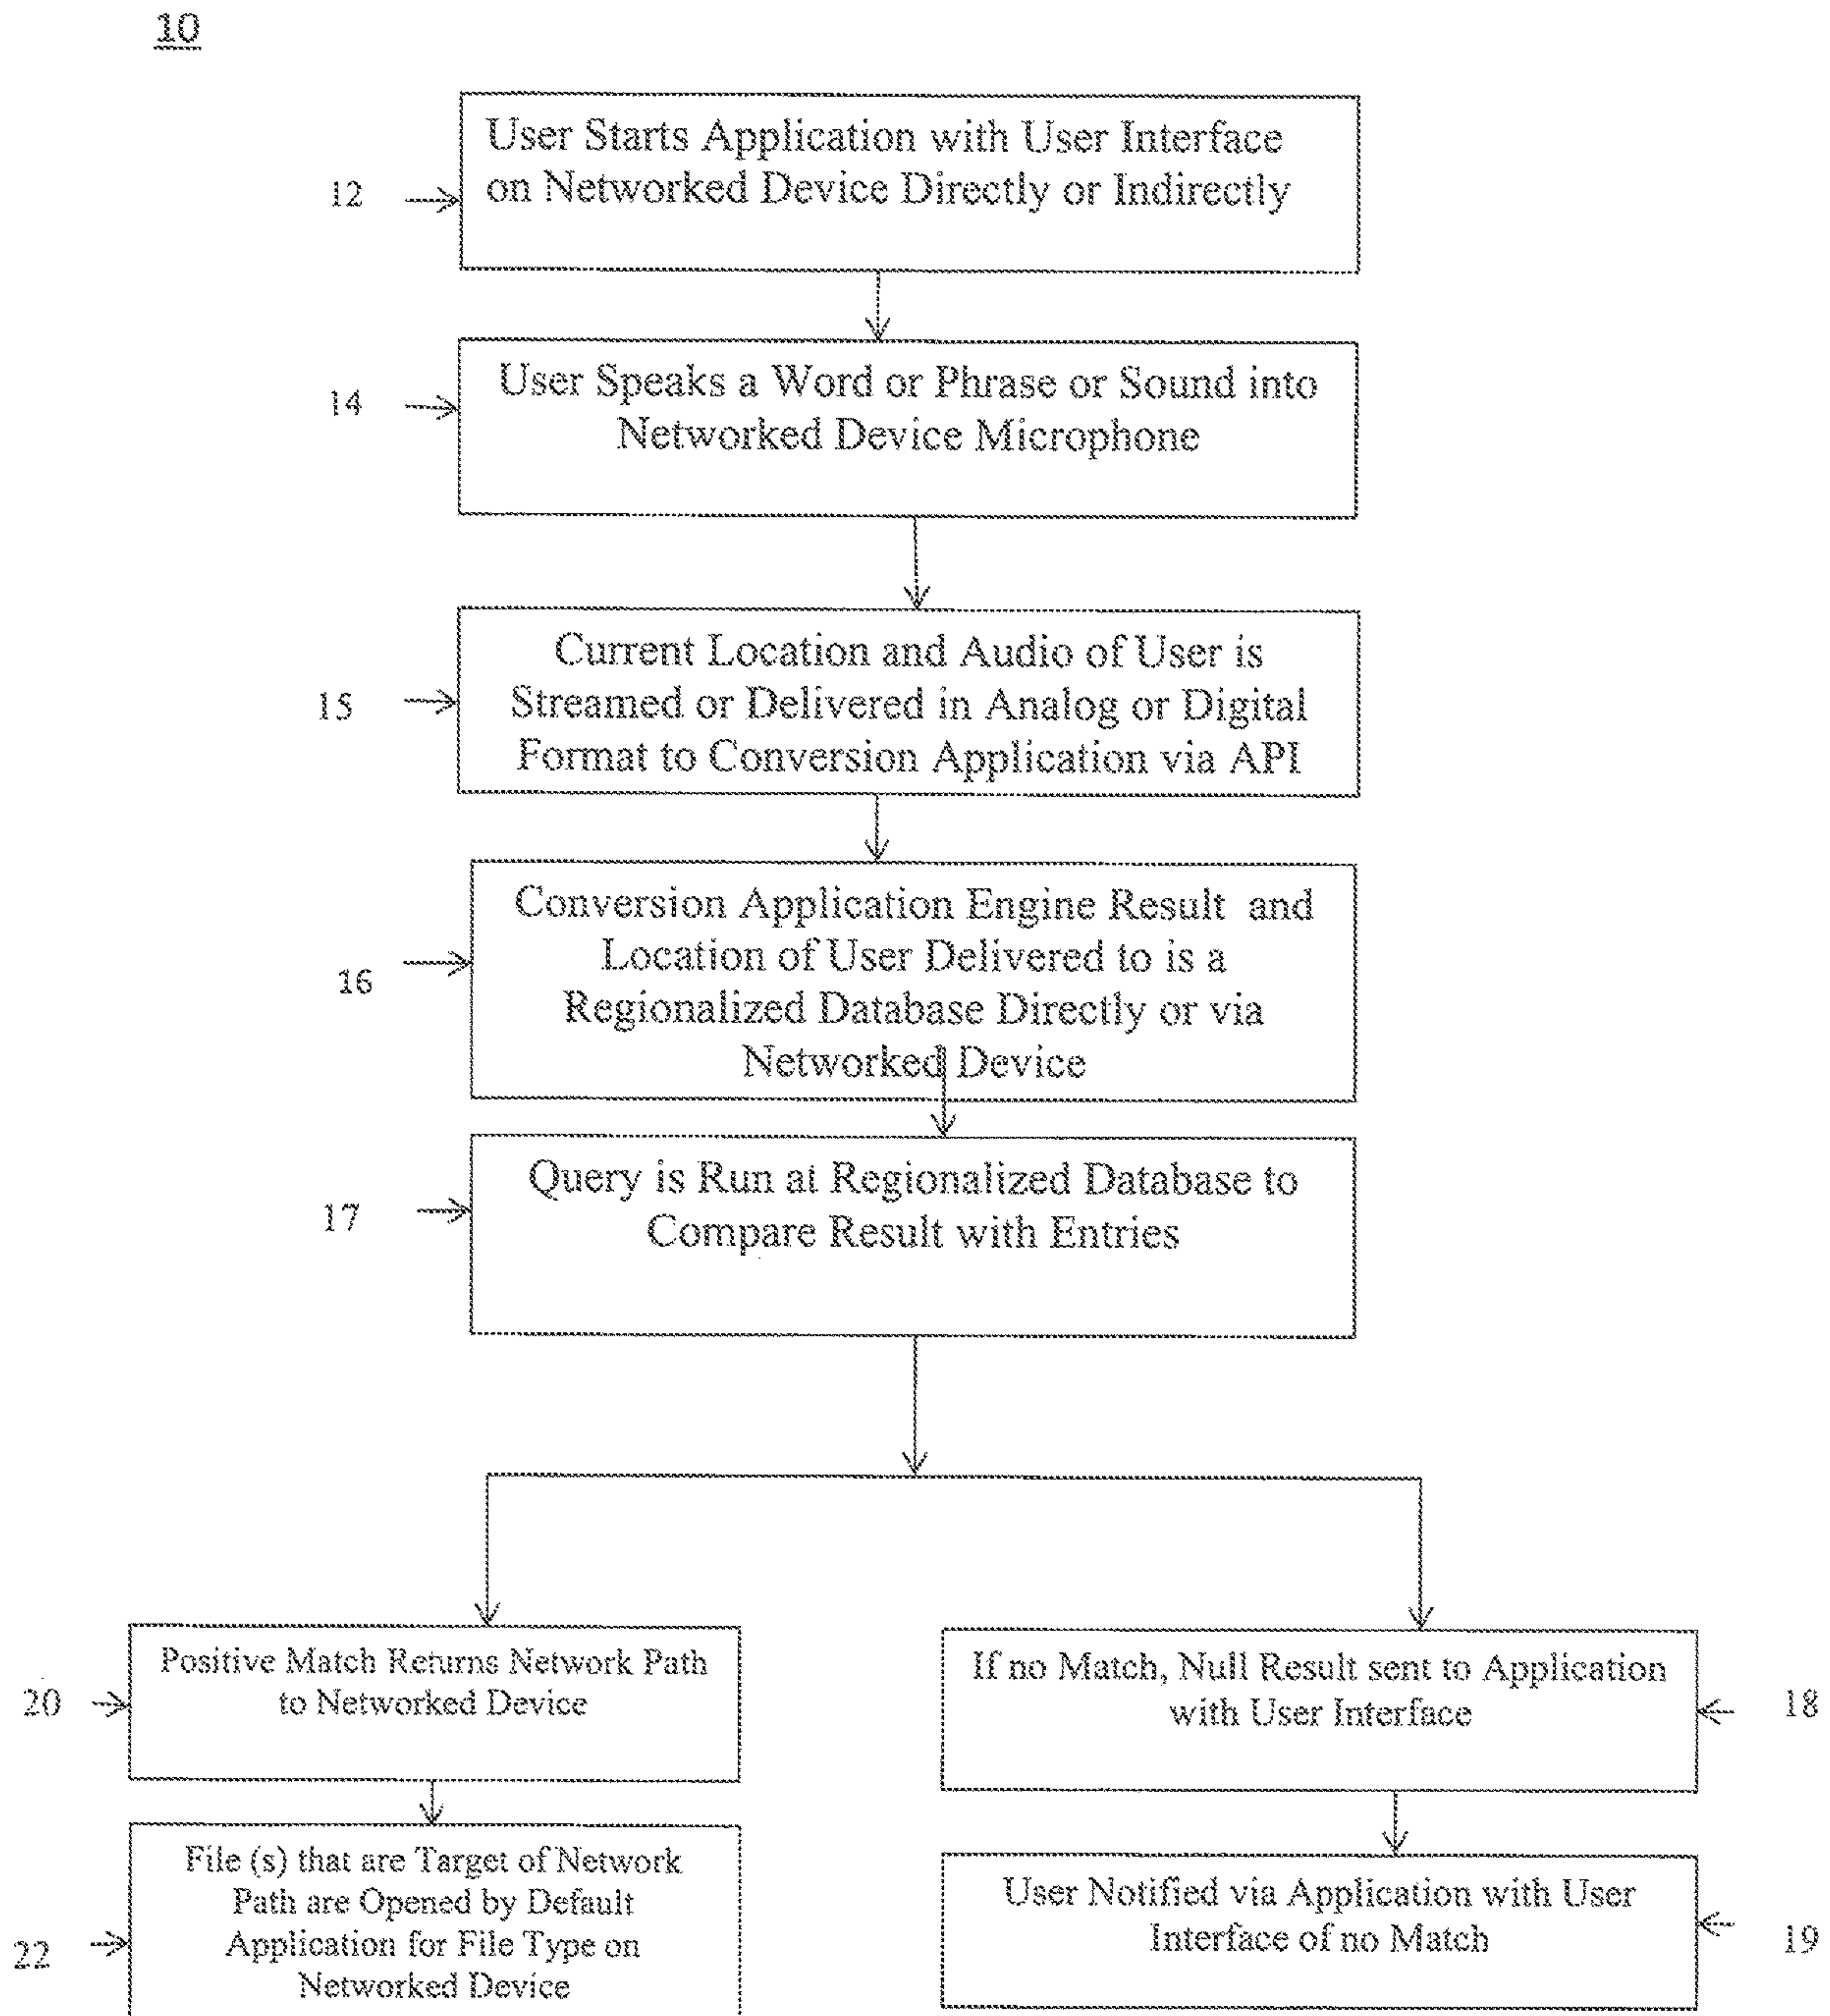 10
User Starts Application with User Interface
on Networked Device Directly or Indirectly
12
User Speaks a Word or Phrase or Sound into
Networked Device Microphone
14
Current Location and Audio of User is
Streamed or Delivered in Analog or Digital
Format to Conversion Application via API
15
Conversion Application Engine Result and
Location of User Delivered to is a
Regionalized Database Directly or via
Networked Device
16
Query is Run at Regionalized Database to
Compare Result with Entries
17
Positive Match Returns Network Path
to Networked Device
20
If no Match, Null Result sent to Application
with User Interface
18
File (s) that are Target of Network
Path are Opened by Default
Application for File Type on
Networked Device
22
User Notified via Application with User
Interface of no Match
19